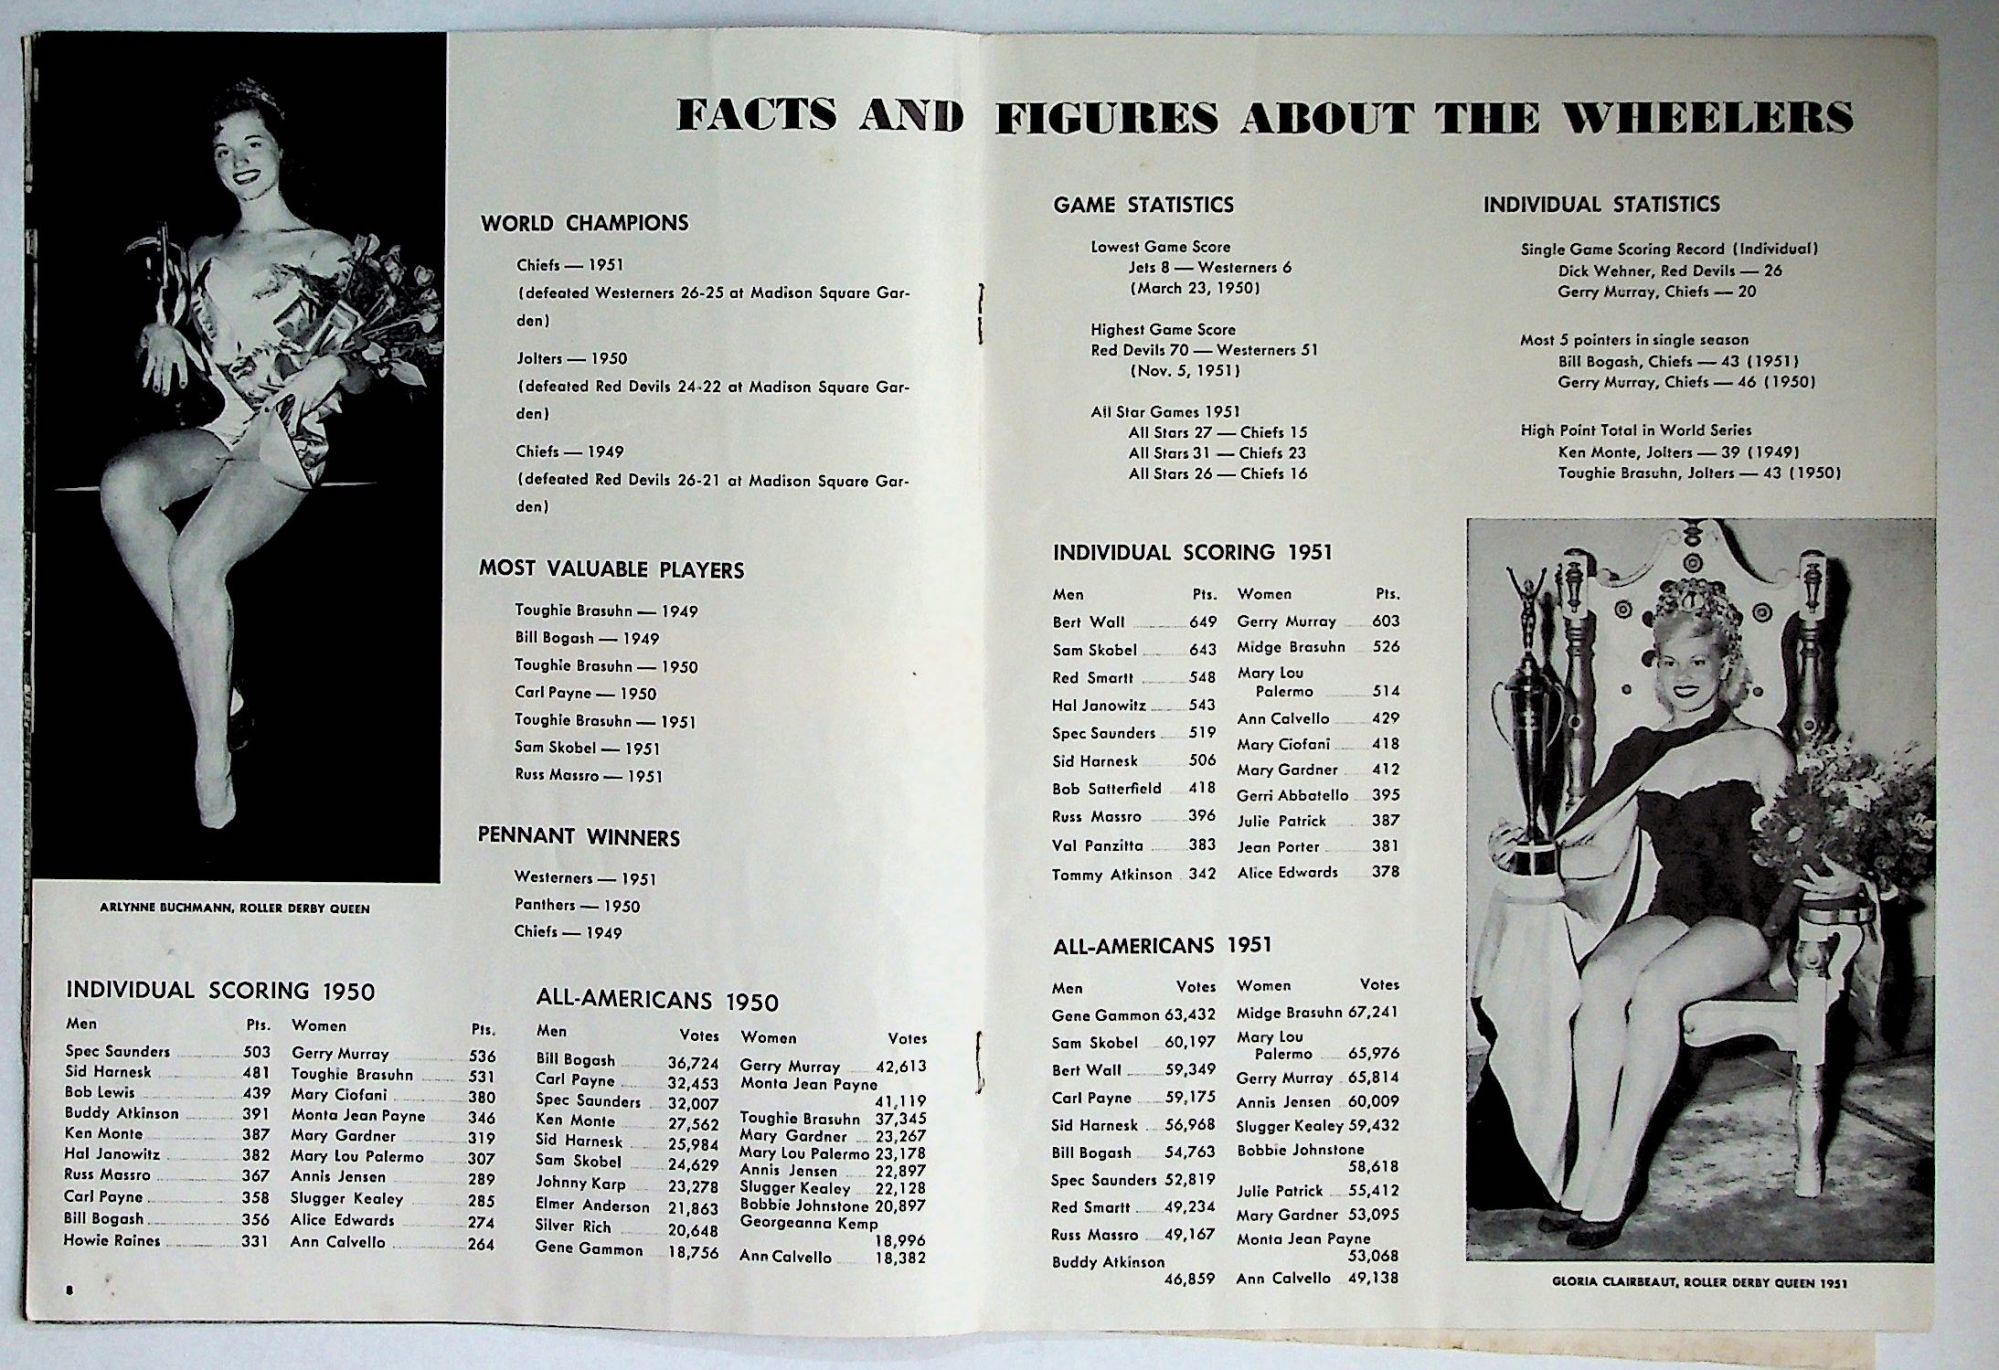 FACTS AND FIGURES ABOUT THE WHEELERS
WORLD CHAMPIONS
Chiefs — 1951
(defeated Westerners 26-25 at Madison Square Gar-
den)
Jolters — 1950
(defeated Red Devils 24-22 at Madison Square Gar-
den)
Chiefs — 1949
(defeated Red Devils 26-21 at Madison Square Gar-
den)
MOST VALUABLE PLAYERS
Toughie Brasuhn — 1949
Bill Bogash — 1949
Toughie Brasuhn — 1950
Carl Payne — 1950
Toughie Brasuhn — 1951
Sam Skobel — 1951
Russ Massro — 1951
PENNANT WINNERS
Westerners — 1951
Panthers — 1950
Chiefs — 1949
ARLYNNE BUCHMANN, ROLLER DERBY QUEEN
INDIVIDUAL SCORING 1950
Men Pts. Women Pts.
Spec Saunders 503 Gerry Murray 536
Sid Harnesk 481 Toughie Brasuhn 531
Bob Lewis 439 Mary Ciofani 380
Buddy Atkinson 391 Monta Jean Payne 346
Ken Monte 387 Mary Gardner 319
Hal Janowitz 382 Mary Lou Palermo 307
Russ Massro 367 Annis Jensen 289
Carl Payne 358 Slugger Kealey 285
Bill Bogash 356 Alice Edwards 274
Howie Raines 331 Ann Calvello 264
8
ALL-AMERICANS 1950
Men Votes
Bill Bogash 36,724
Carl Payne 32,453
Spec Saunders 32,007
Ken Monte 27,562
Sid Harnesk 25,984
Sam Skobel 24,629
Johnny Karp 23,278
Elmer Anderson 21,863
Silver Rich 20,648
Gene Gammon 18,756
Women Votes
Gerry Murray 42,613
Monta Jean Payne
41,119
Toughie Brasuhn 37,345
Mary Gardner 23,267
Mary Lou Palermo 23,178
Annis Jensen 22,897
Slugger Kealey 22,128
Bobbie Johnstone 20,897
Georgeanna Kemp
18,996
Ann Calvello 18,382
GAME STATISTICS
Lowest Game Score
Jets 8 — Westerners 6
(March 23, 1950)
Highest Game Score
Red Devils 70 — Westerners 51
(Nov. 5, 1951)
All Star Games 1951
All Stars 27 — Chiefs 15
All Stars 31 — Chiefs 23
All Stars 26 — Chiefs 16
INDIVIDUAL STATISTICS
Single Game Scoring Record (Individual)
Dick Wehner, Red Devils — 26
Gerry Murray, Chiefs — 20
Most 5 pointers in single season
Bill Bogash, Chiefs — 43 (1951)
Gerry Murray, Chiefs — 46 (1950)
High Point Total in World Series
Ken Monte, Jolters — 39 (1949)
Toughie Brasuhn, Jolters — 43 (1950)
INDIVIDUAL SCORING 1951
Men Pts.
Bert Wall 649
Sam Skobel 643
Red Smartt 548
Hal Janowitz 543
Spec Saunders 519
Sid Harnesk 506
Bob Satterfield 418
Russ Massro 396
Val Panzitta 383
Tommy Atkinson 342
Women Pts.
Gerry Murray 603
Midge Brasuhn 526
Mary Lou
Palermo 514
Ann Calvello 429
Mary Ciofani 418
Mary Gardner 412
Gerri Abbatello 395
Julie Patrick 387
Jean Porter 381
Alice Edwards 378
ALL-AMERICANS 1951
Men Votes
Gene Gammon 63,432
Sam Skobel 60,197
Bert Wall 59,349
Carl Payne 59,175
Sid Harnesk 56,968
Bill Bogash 54,763
Spec Saunders 52,819
Red Smartt 49,234
Russ Massro 49,167
Buddy Atkinson
46,859
Women Votes
Midge Brasuhn 67,241
Mary Lou
Palermo 65,976
Gerry Murray 65,814
Annis Jensen 60,009
Slugger Kealey 59,432
Bobbie Johnstone
58,618
Julie Patrick 55,412
Mary Gardner 53,095
Monta Jean Payne
53,068
Ann Calvello 49,138
GLORIA CLAIRBEAUT, ROLLER DERBY QUEEN 1951